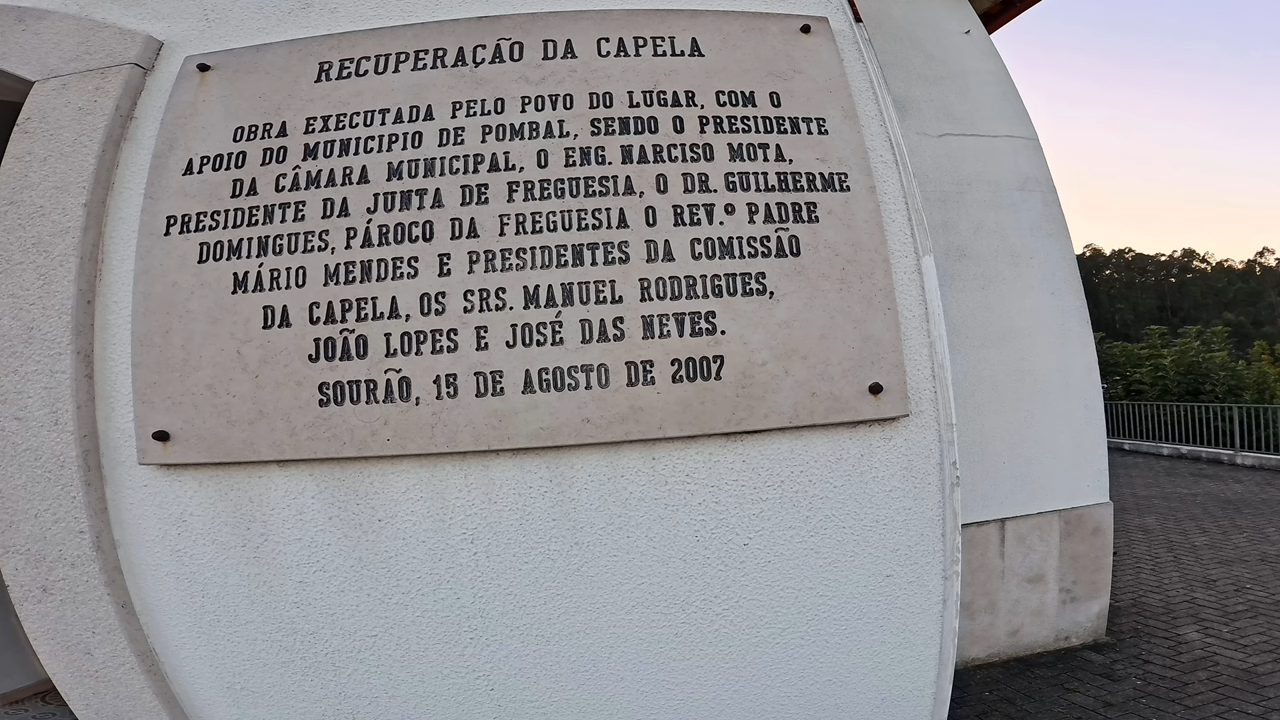 RECUPERAÇÃO DA CAPELA
OBRA EXECUTADA PELO POVO DO LUGAR, COM O
APOIO DO MUNICIPIO DE POMBAL, SENDO O PRESIDENTE
DA CÂMARA MUNICIPAL, O ENG. NARCISO MOTA,
PRESIDENTE DA JUNTA DE FREGUESIA, O DR. GUILHERME
DOMINGUES, PÁROCO DA FREGUESIA O REV.º PADRE
MÁRIO MENDES E PRESIDENTES DA COMISSÃO
DA CAPELA, OS SRS. MANUEL RODRIGUES,
JOÃO LOPES E JOSÉ DAS NEVES.
SOURÃO, 15 DE AGOSTO DE 2007